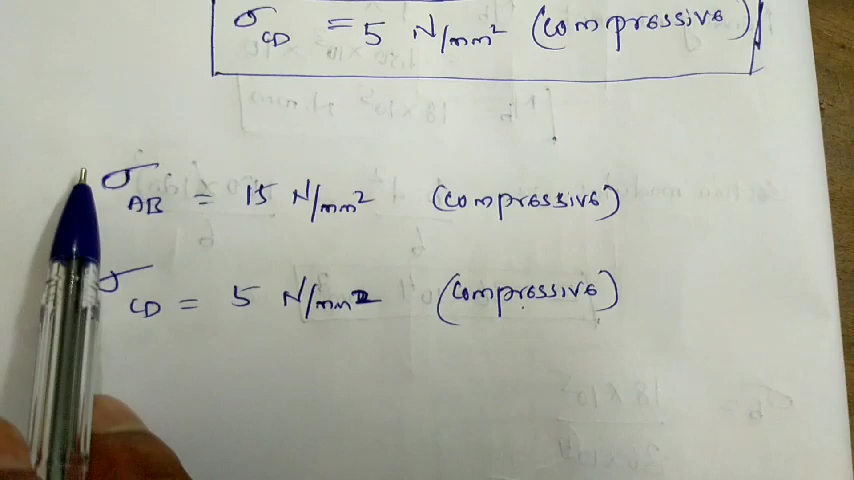 σCD = 5 N/mm² (compressive)
σAB = 15 N/mm² (compressive)
σCD = 5 N/mm² (compressive)